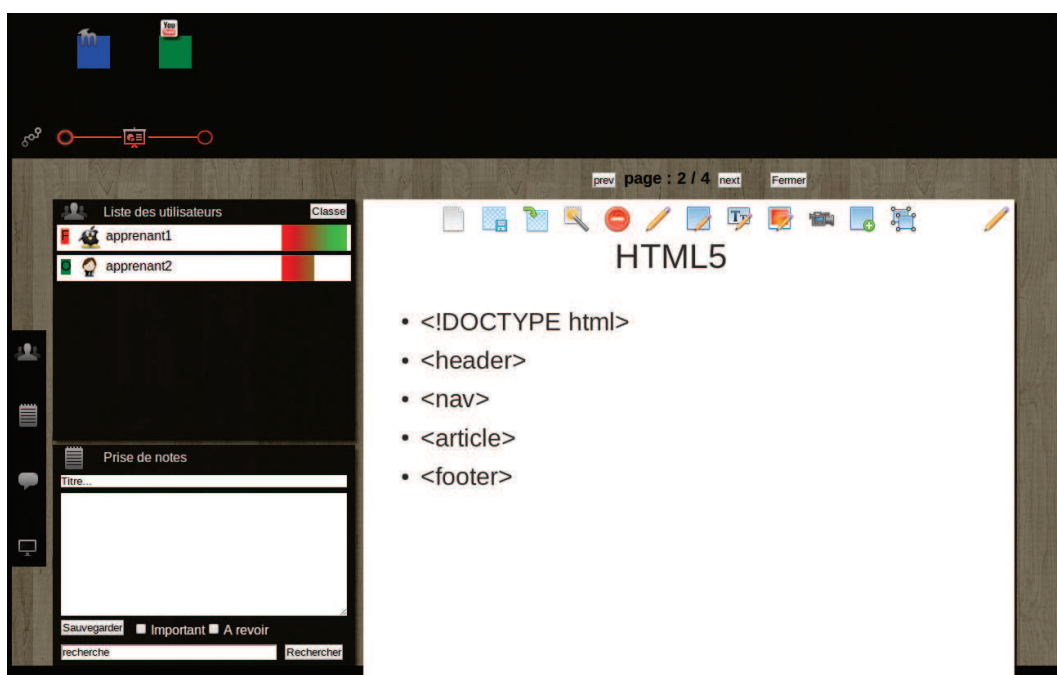 You
prev page : 2 / 4 next Fermer
Liste des utilisateurs Classe
F apprenant1
O apprenant2
HTML5
• <!DOCTYPE html>
• <header>
• <nav>
• <article>
• <footer>
Prise de notes
Titre...
Sauvegarder Important A revoir
recherche Rechercher